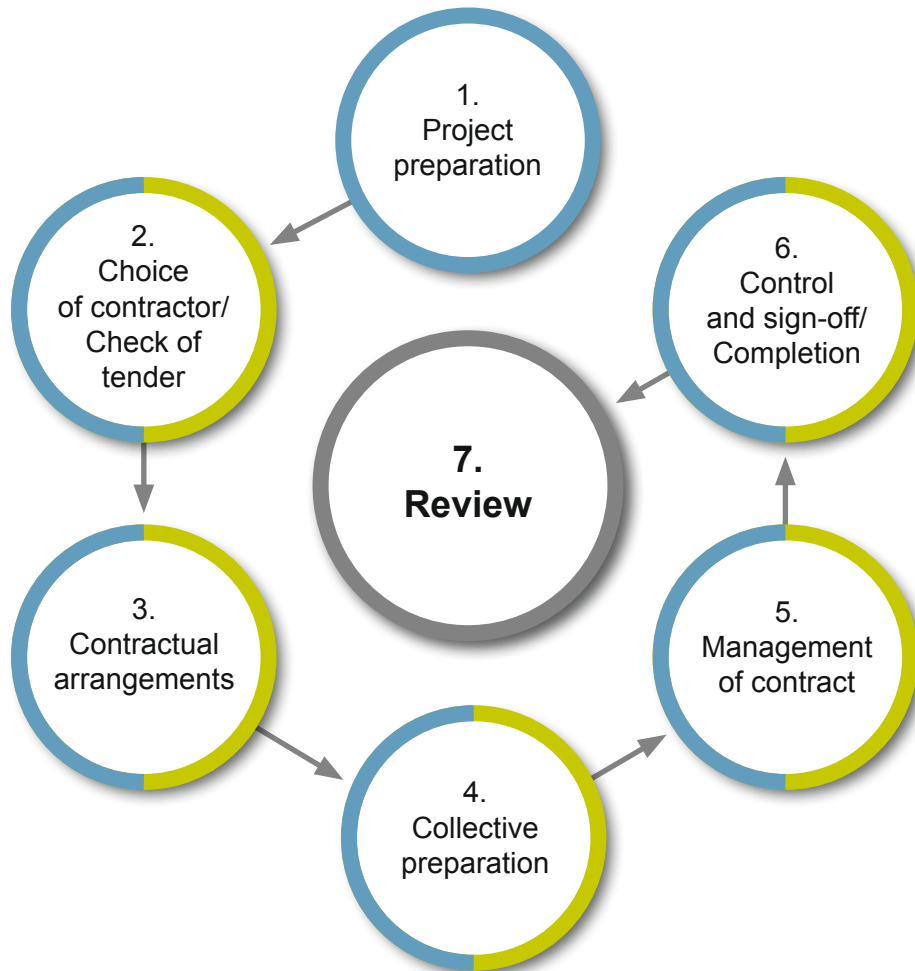 1.
Project
preparation
2.
Choice
of contractor/
Check of
tender
3.
Contractual
arrangements
4.
Collective
preparation
5.
Management
of contract
6.
Control
and sign-off/
Completion
7.
Review